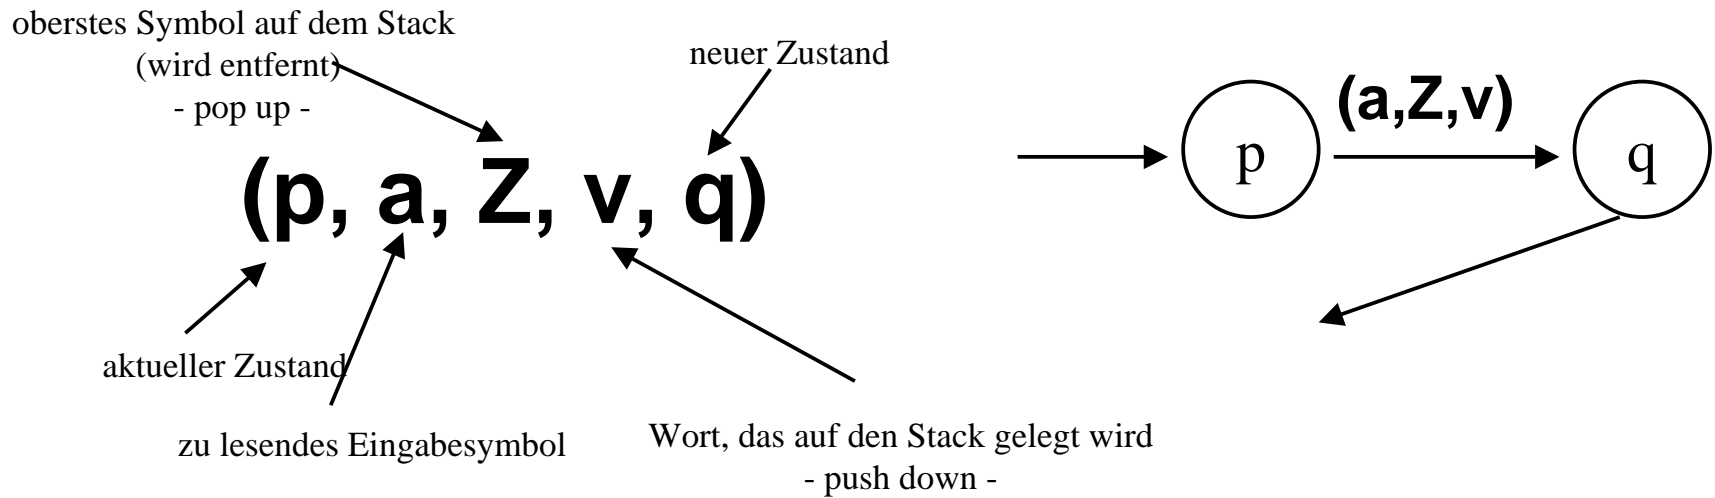 oberstes Symbol auf dem Stack
(wird entfernt)
- pop up -
neuer Zustand
(p, a, Z, v, q)
aktueller Zustand
zu lesendes Eingabesymbol
Wort, das auf den Stack gelegt wird
- push down -
(a,Z,v)
p
q